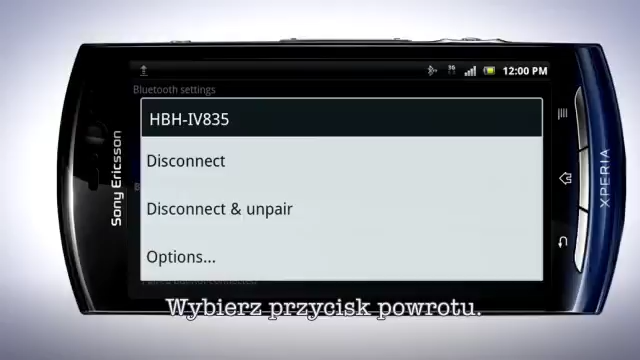 12:00 PM
Bluetooth settings
HBH-IV835
Disconnect
Disconnect & unpair
Options...
Sony Ericsson
XPERIA
Wybierz przycisk powrotu.